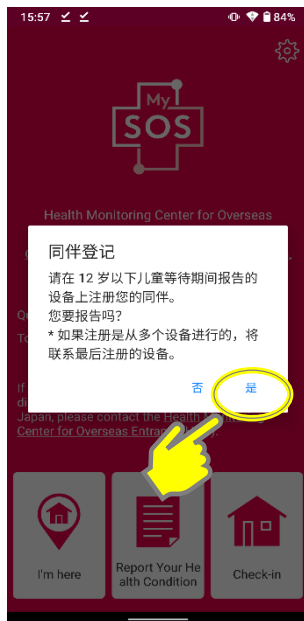 15:57
84%
My
SOS
Health Monitoring Center for Overseas
同伴登记
请在 12 岁以下儿童等待期间报告的
设备上注册您的同伴。
您要报告吗？
* 如果注册是从多个设备进行的，将
联系最后注册的设备。
否 是
If
Japan, please contact the Health
Center for Overseas
I'm here
Report Your He
alth Condition
Check-in